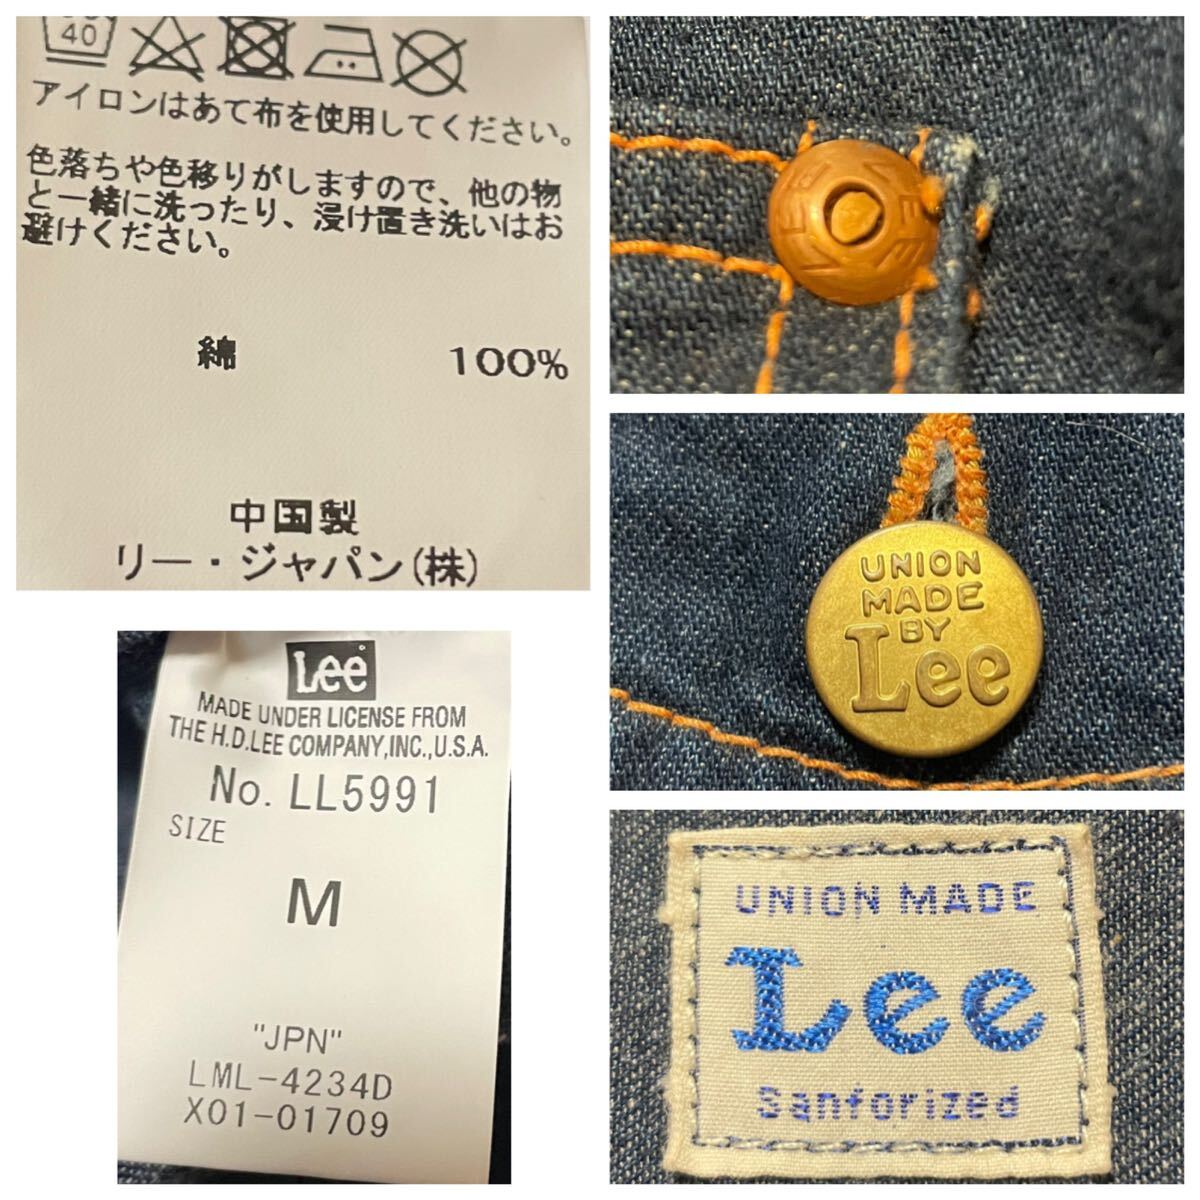 40
アイロンはあて布を使用してください。
色落ちや色移りがしますので、他の物
と一緒に洗ったり、浸け置き洗いはお
避けください。
綿 100%
中国製
リー・ジャパン(株)
Lee
MADE UNDER LICENSE FROM
THE H.D.LEE COMPANY,INC.,U.S.A.
No. LL5991
SIZE
M
"JPN"
LML-4234D
X01-01709
LEE
UNION
MADE
BY
Lee
UNION MADE
Lee
Sanforized